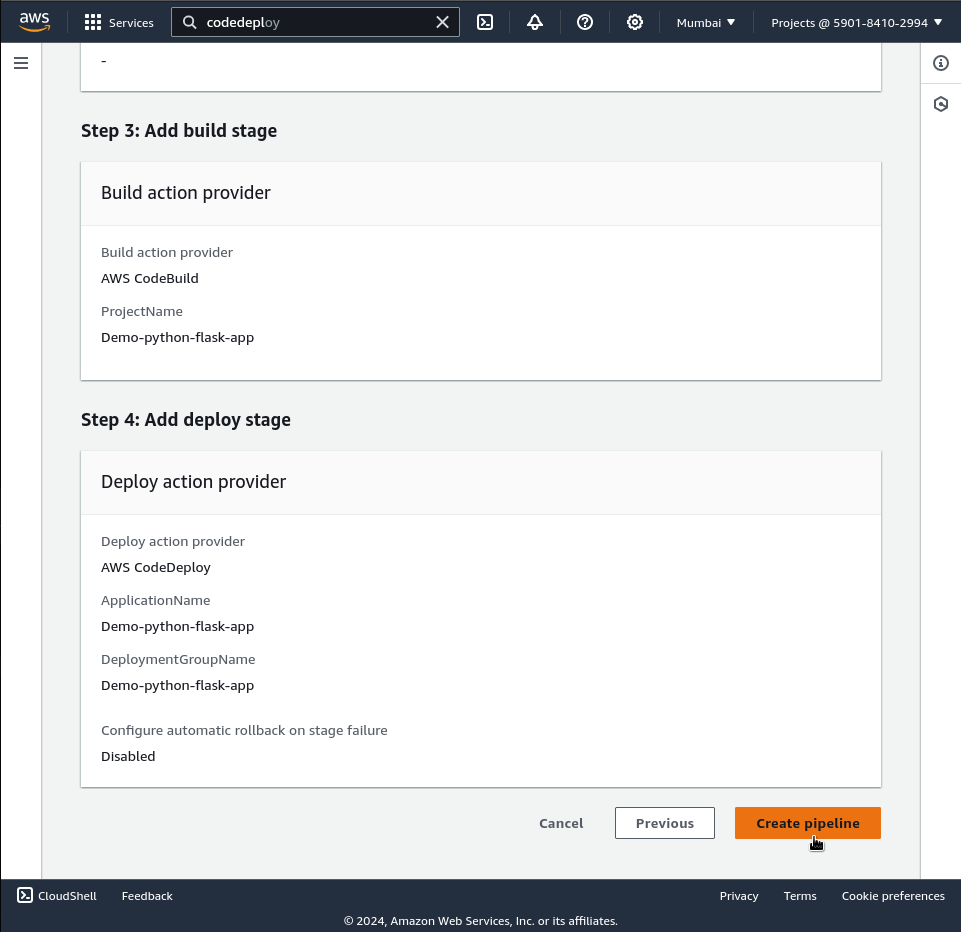 aws Services codedeploy Mumbai Projects @ 5901-8410-2994
-
Step 3: Add build stage
Build action provider
Build action provider
AWS CodeBuild
ProjectName
Demo-python-flask-app
Step 4: Add deploy stage
Deploy action provider
Deploy action provider
AWS CodeDeploy
ApplicationName
Demo-python-flask-app
DeploymentGroupName
Demo-python-flask-app
Configure automatic rollback on stage failure
Disabled
Cancel Previous Create pipeline
CloudShell Feedback Privacy Terms Cookie preferences
© 2024, Amazon Web Services, Inc. or its affiliates.